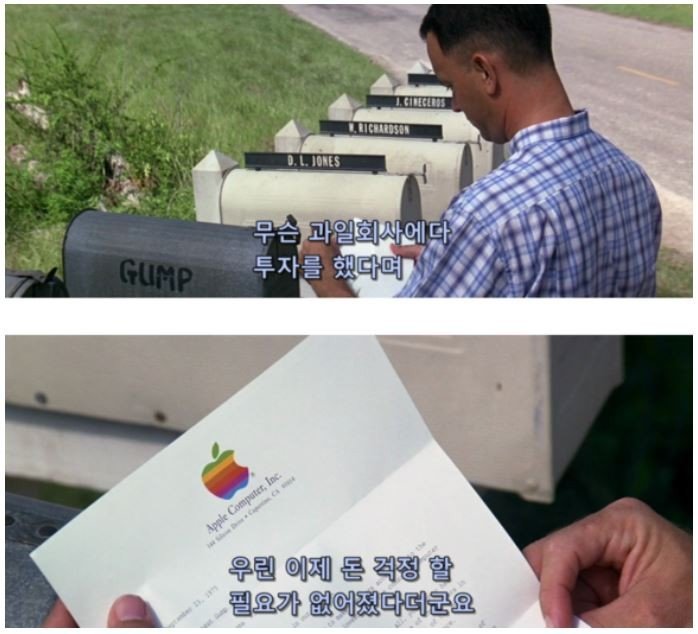 J. CINECEROS
W. RICHARDSON
D. L. JONES
GUMP
무슨 과일회사에다
투자를 했다며
Apple Computer, Inc.
우린 이제 돈 걱정 할
필요가 없어졌다더군요